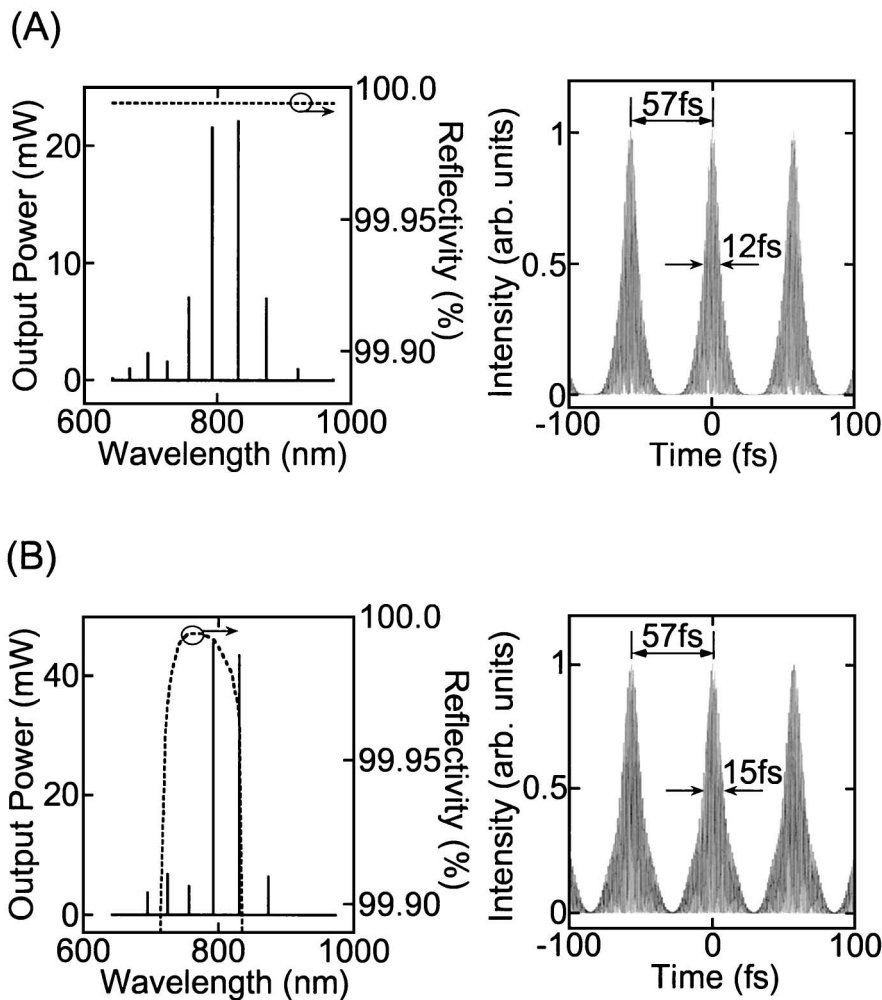 (A)
Output Power (mW)
20
10
0
600
800
1000
Wavelength (nm)
100.0
99.95
99.90
Reflectivity (%)
Intensity (arb. units)
1
0.5
0
57fs
12fs
-100
0
100
Time (fs)
(B)
Output Power (mW)
40
20
0
600
800
1000
Wavelength (nm)
100.0
99.95
99.90
Reflectivity (%)
Intensity (arb. units)
1
0.5
0
57fs
15fs
-100
0
100
Time (fs)